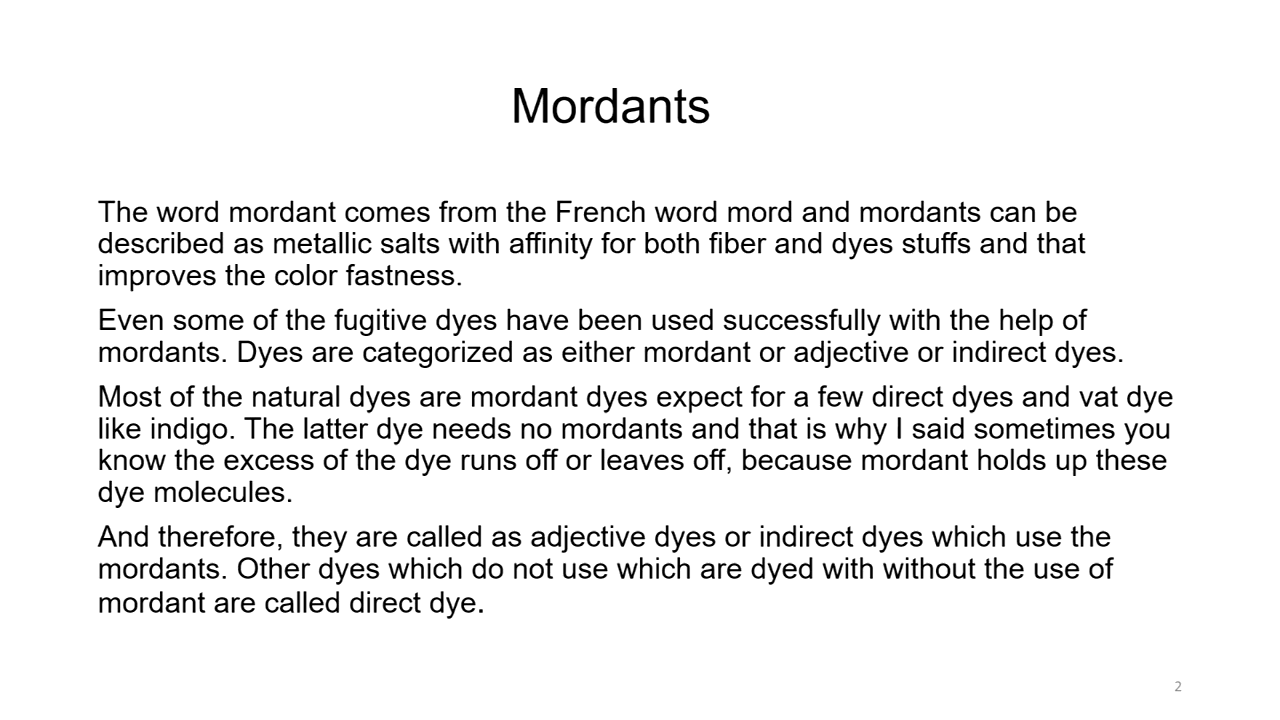 Mordants
The word mordant comes from the French word mord and mordants can be
described as metallic salts with affinity for both fiber and dyes stuffs and that
improves the color fastness.
Even some of the fugitive dyes have been used successfully with the help of
mordants. Dyes are categorized as either mordant or adjective or indirect dyes.
Most of the natural dyes are mordant dyes expect for a few direct dyes and vat dye
like indigo. The latter dye needs no mordants and that is why I said sometimes you
know the excess of the dye runs off or leaves off, because mordant holds up these
dye molecules.
And therefore, they are called as adjective dyes or indirect dyes which use the
mordants. Other dyes which do not use which are dyed with without the use of
mordant are called direct dye.
2